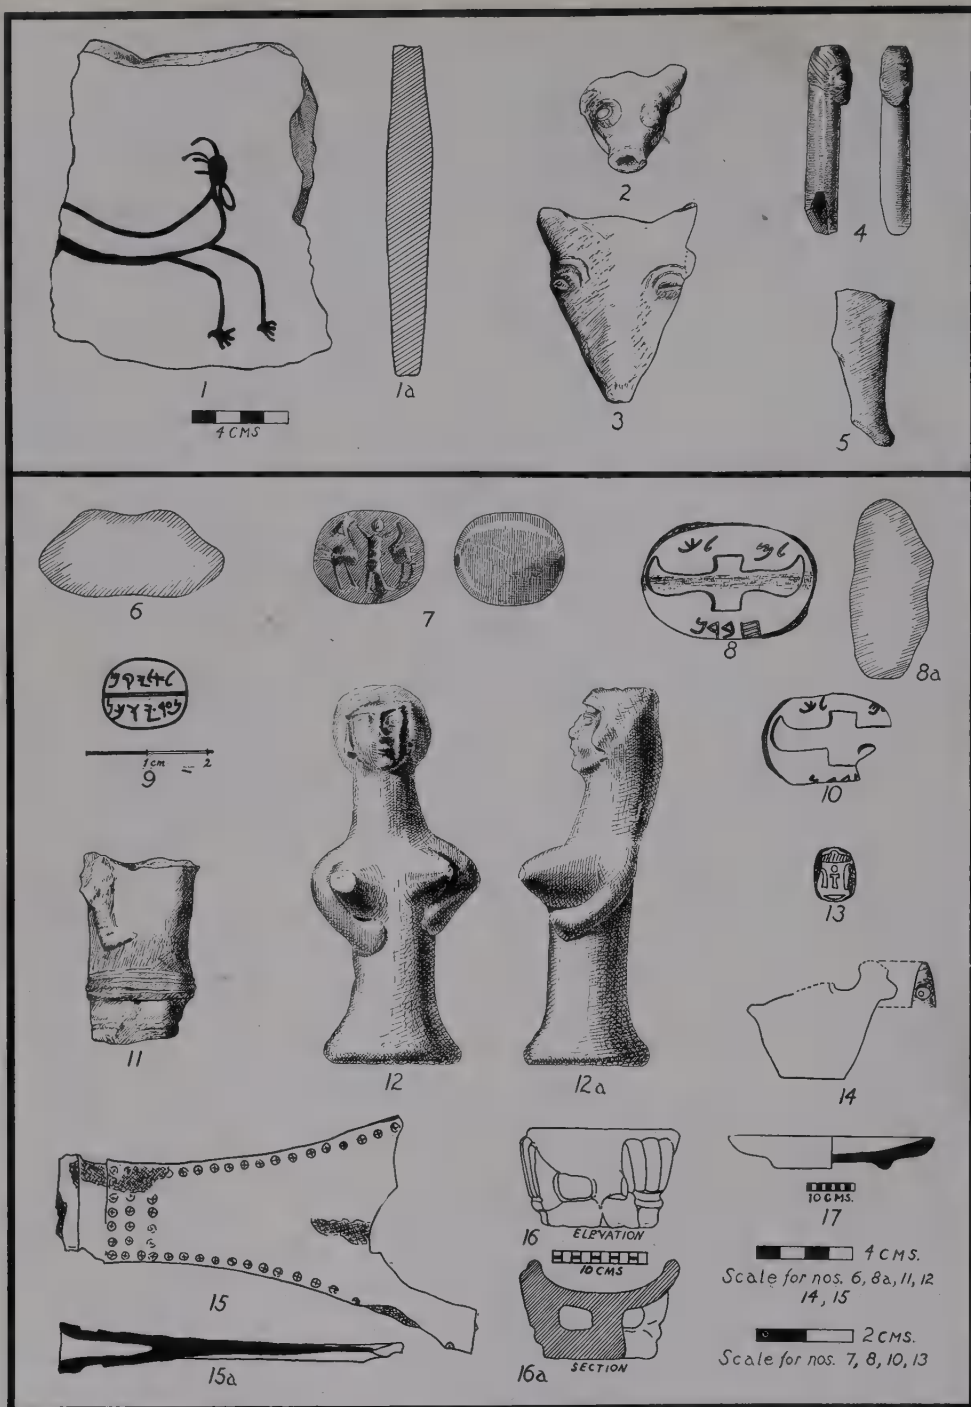 1
4 CMS
1a
2
3
4
5
6
7
𐤋𐤌𐤋𐤊
𐤇𐤁𐤓𐤍
8
8a
1cm 2
9
10
11
12
12a
13
14
15
15a
16 ELEVATION
10 CMS
16a SECTION
10 CMS.
17
4 CMS.
Scale for nos. 6, 8a, 11, 12
14, 15
2 CMS.
Scale for nos. 7, 8, 10, 13